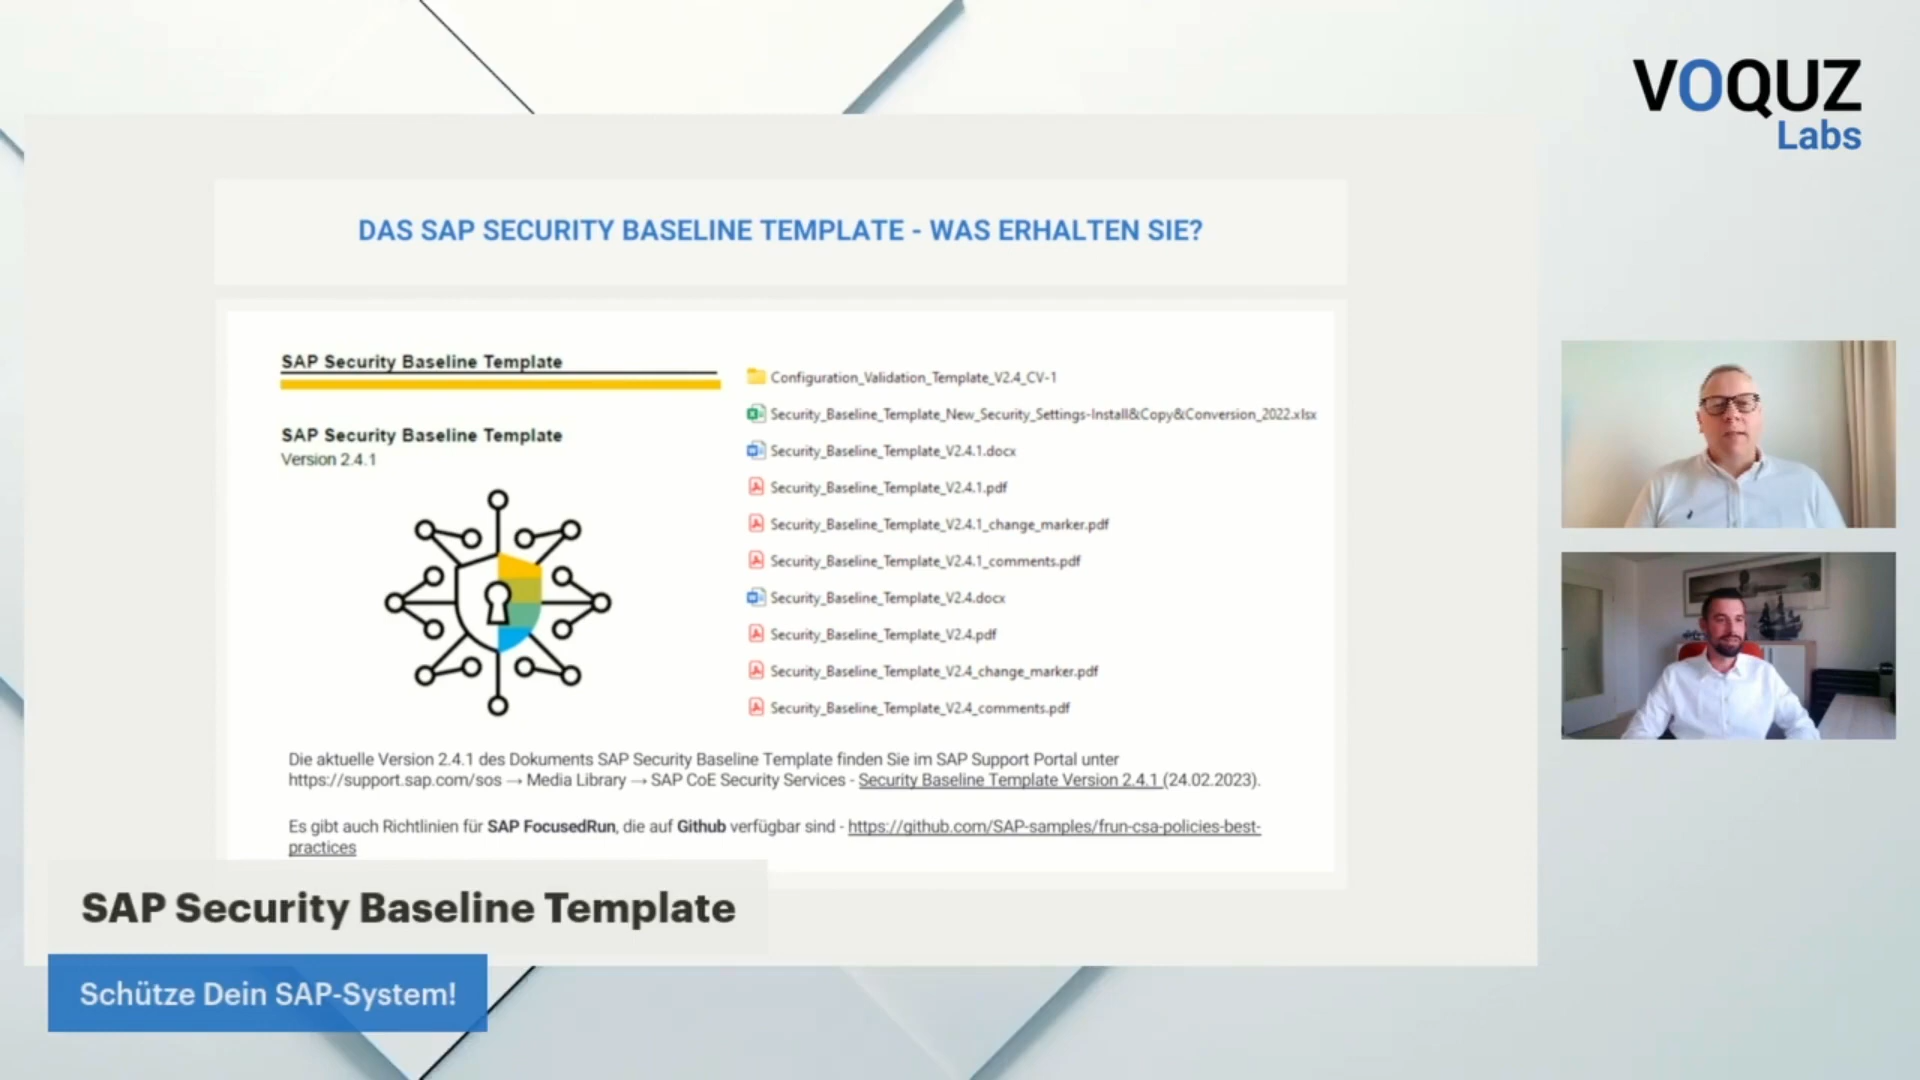 VOQUZ
Labs
DAS SAP SECURITY BASELINE TEMPLATE - WAS ERHALTEN SIE?
SAP Security Baseline Template
SAP Security Baseline Template
Version 2.4.1
Configuration_Validation_Template_V2.4_CV-1
Security_Baseline_Template_New_Security_Settings-Install&Copy&Conversion_2022.xlsx
Security_Baseline_Template_V2.4.1.docx
Security_Baseline_Template_V2.4.1.pdf
Security_Baseline_Template_V2.4.1_change_marker.pdf
Security_Baseline_Template_V2.4.1_comments.pdf
Security_Baseline_Template_V2.4.docx
Security_Baseline_Template_V2.4.pdf
Security_Baseline_Template_V2.4_change_marker.pdf
Security_Baseline_Template_V2.4_comments.pdf
Die aktuelle Version 2.4.1 des Dokuments SAP Security Baseline Template finden Sie im SAP Support Portal unter
https://support.sap.com/sos → Media Library → SAP CoE Security Services - Security Baseline Template Version 2.4.1 (24.02.2023).
Es gibt auch Richtlinien für SAP FocusedRun, die auf Github verfügbar sind - https://github.com/SAP-samples/frun-csa-policies-best-
practices
SAP Security Baseline Template
Schütze Dein SAP-System!